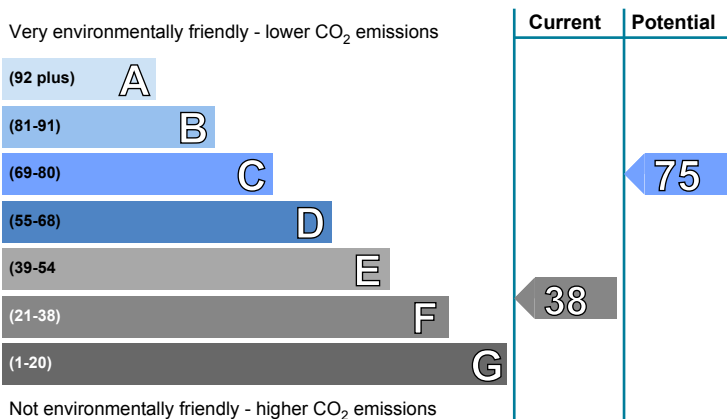 Current Potential
Very environmentally friendly - lower CO2 emissions
(92 plus) A
(81-91) B
(69-80) C
75
(55-68) D
(39-54 E
38
(21-38) F
(1-20) G
Not environmentally friendly - higher CO2 emissions